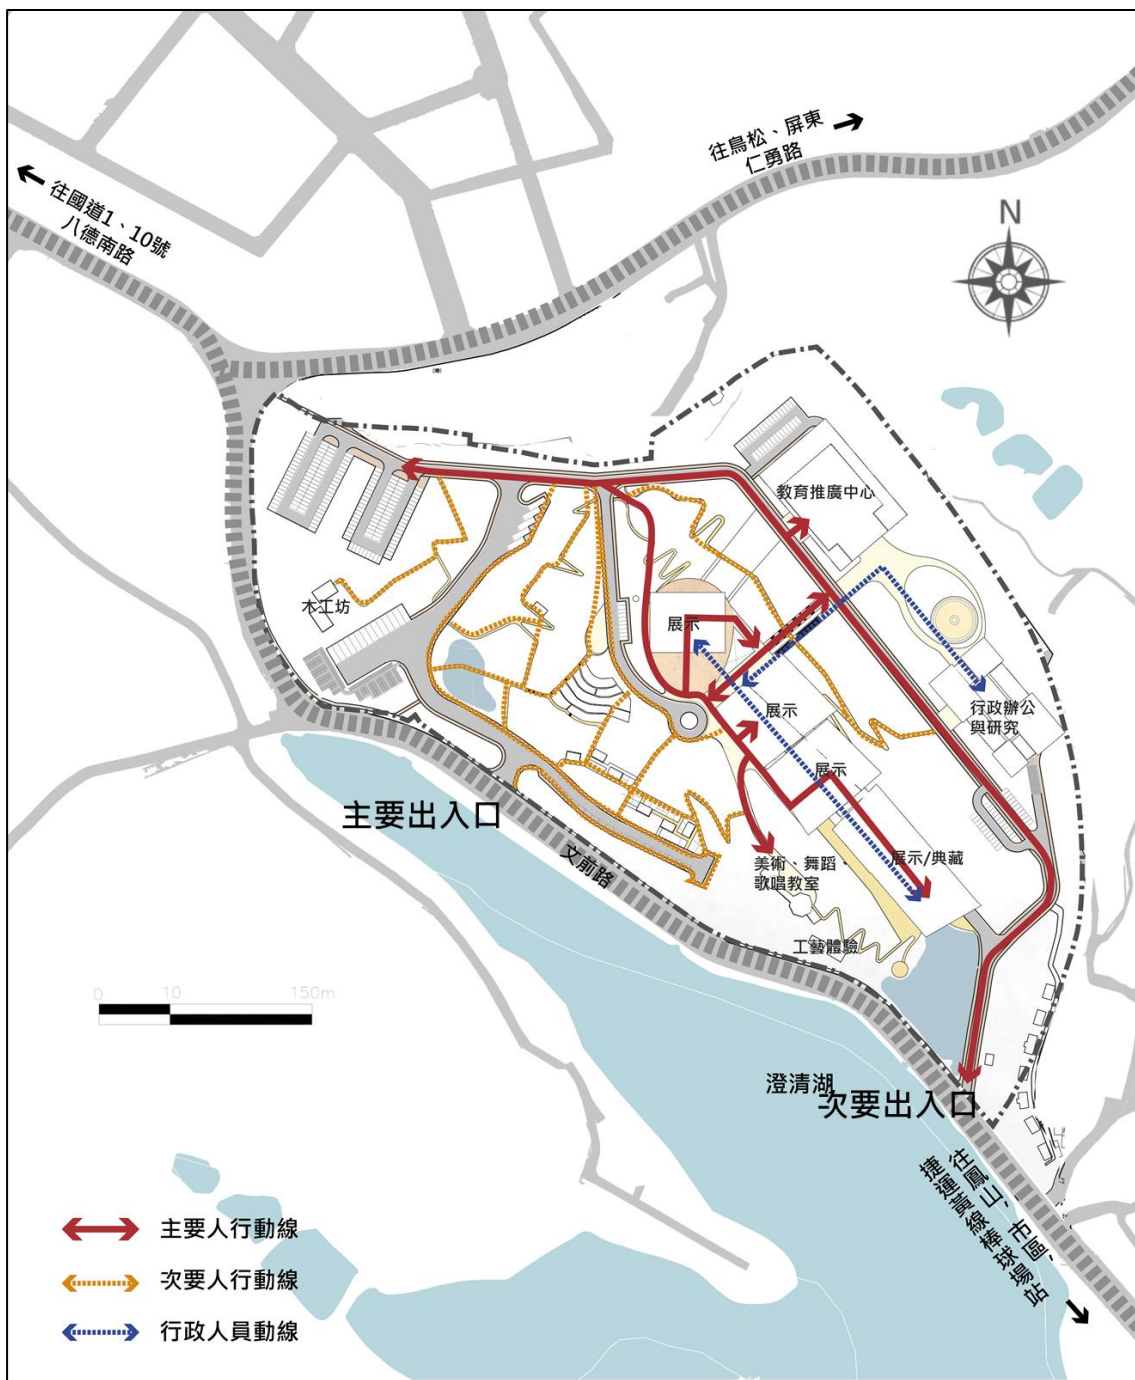 往鳥松、屏東
仁勇路
往國道1、10號
八德南路
N
教育推廣中心
木工坊
展示
展示
行政辦公
與研究
展示
主要出入口
文前路
展示/典藏
美術、舞蹈、
歌唱教室
工藝體驗
0 10 150m
澄清湖
次要出入口
往鳳山,市區,
捷運黃線棒球場站
主要人行動線
次要人行動線
行政人員動線